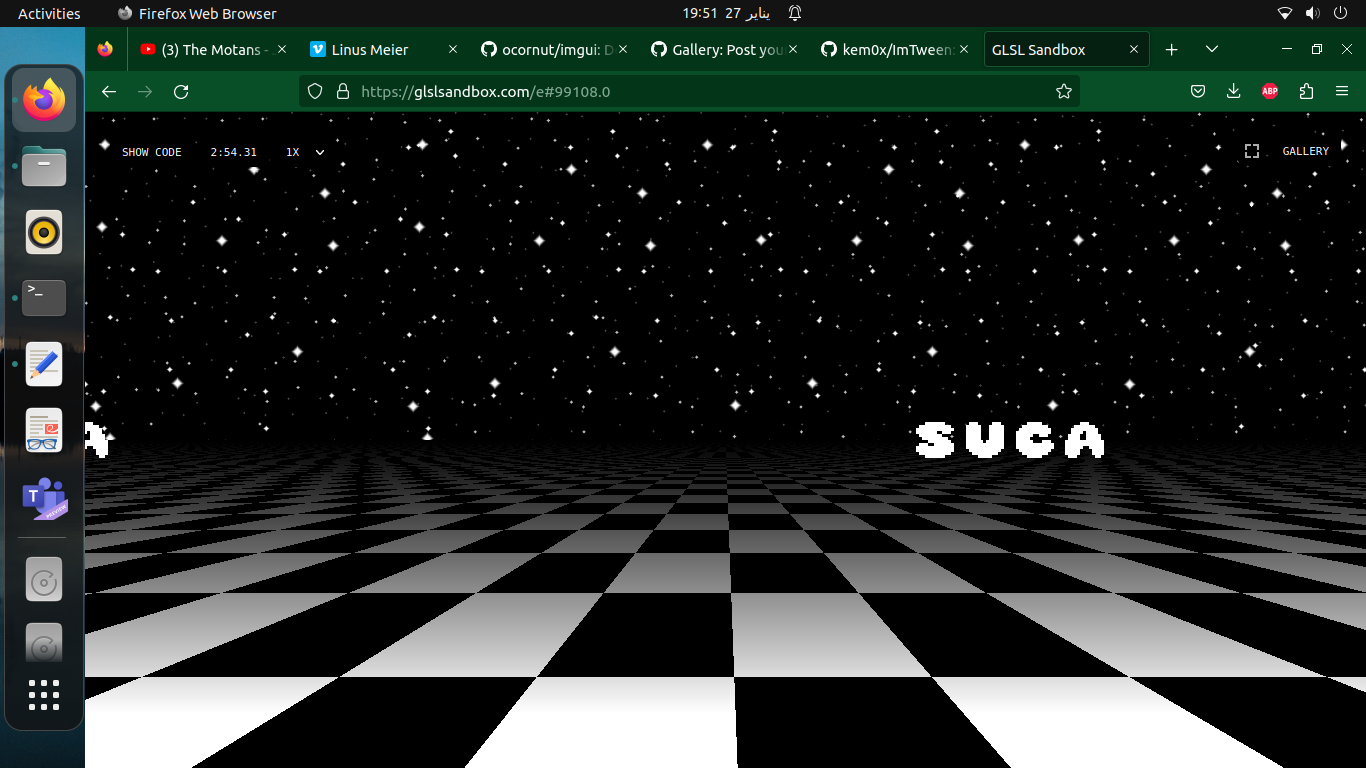 Activities
Firefox Web Browser
19:51 27 يناير
(3) The Motans -
Linus Meier
ocornut/imgui: D
Gallery: Post you
kem0x/ImTween:
GLSL Sandbox
https://glslsandbox.com/e#99108.0
ABP
SHOW CODE
2:54.31
1X
GALLERY
>_
A
SUCA
T
PREVIEW